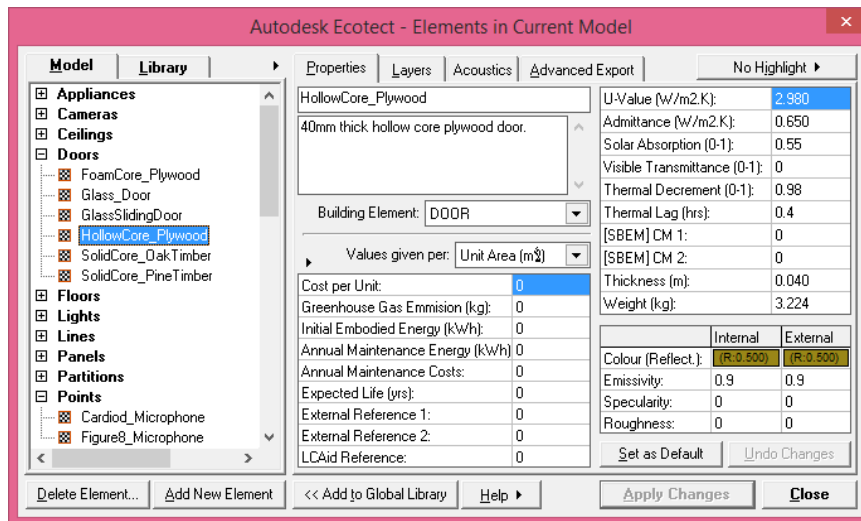 Autodesk Ecotect - Elements in Current Model
Model
Library
Properties
Layers
Acoustics
Advanced Export
No Highlight
Appliances
Cameras
Ceilings
Doors
FoamCore_Plywood
Glass_Door
GlassSlidingDoor
HollowCore_Plywood
SolidCore_OakTimber
SolidCore_PineTimber
Floors
Lights
Lines
Panels
Partitions
Points
Cardiod_Microphone
Figure8_Microphone
HollowCore_Plywood
40mm thick hollow core plywood door.
Building Element: DOOR
Values given per: Unit Area (m²)
Cost per Unit: 0
Greenhouse Gas Emmision (kg): 0
Initial Embodied Energy (kWh): 0
Annual Maintenance Energy (kWh) 0
Annual Maintenance Costs: 0
Expected Life (yrs): 0
External Reference 1: 0
External Reference 2: 0
LCAid Reference: 0
U-Value (W/m2.K): 2.980
Admittance (W/m2.K): 0.650
Solar Absorption (0-1): 0.55
Visible Transmittance (0-1): 0
Thermal Decrement (0-1): 0.98
Thermal Lag (hrs): 0.4
[SBEM] CM 1: 0
[SBEM] CM 2: 0
Thickness (m): 0.040
Weight (kg): 3.224
Internal External
Colour (Reflect.): (R:0.500) (R:0.500)
Emissivity: 0.9 0.9
Specularity: 0 0
Roughness: 0 0
Set as Default
Undo Changes
Delete Element...
Add New Element
<< Add to Global Library
Help
Apply Changes
Close